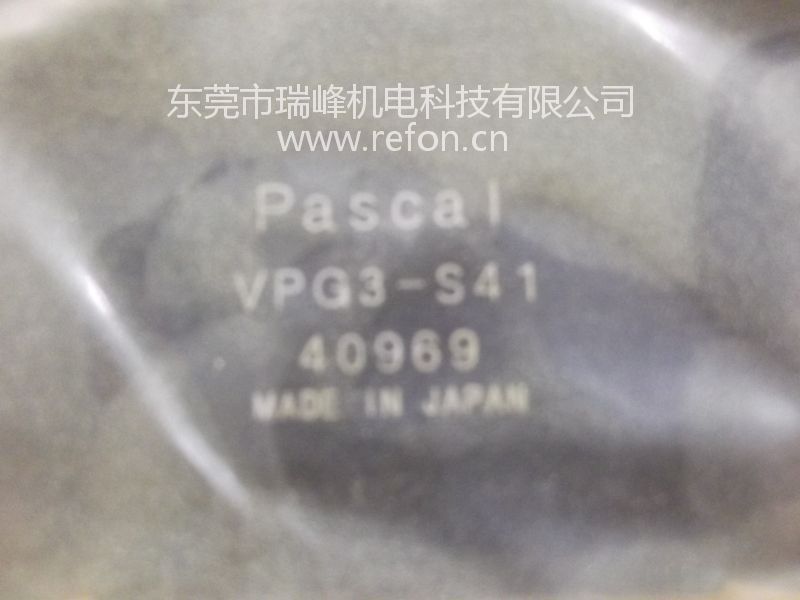 东莞市瑞峰机电科技有限公司
www.refon.cn
Pascal
VPG3-S41
40969
MADE IN JAPAN